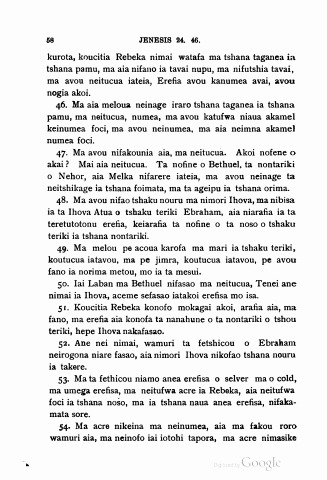 58 JENESIS 24. 46.
kurota, koucitia Rebeka nimai watafa ma tshana taganea ia
tshana pamu, ma aia nifano ia tavai nupu, ma nifutshia tavai,
ma avou neitucua iateia, Erefia avou kanumea avai, avou
nogia akoi.
46. Ma aia meloua neinage iraro tshana taganea ia tshana
pamu, ma neitucua, numea, ma avou katufwa niaua akamel
keinumea foci, ma avou neinumea, ma aia neimna akamel
numea foci.
47. Ma avou nifakounia aia, ma neitucua. Akoi nofene o
akai? Mai aia neitucua. Ta nofine o Bethuel, ta nontariki
o Nehor, aia Melka nifarere iateia, ma avou neinage ta
neitshikage ia tshana foimata, ma ta ageipu ia tshana orima.
48. Ma avou nifao tshaku nouru ma nimori Ihova, ma nibisa
ia ta Ihova Atua o tshaku teriki Ebraham, aia niarafia ia ta
teretutotonu erefia, keiarafia ta nofine o ta noso o tshaku
teriki ia tshana nontariki.
49. Ma melou pe acoua karofa ma mari ia tshaku teriki,
koutucua iatavou, ma pe jimra, koutucua iatavou, pe avou
fano ia norima metou, mo ia ta mesui.
50. Iai Laban ma Bethuel nifasao ma neitucua, Tenei ane
nimai ia Ihova, aceme sefasao iatakoi erefisa mo isa.
51. Koucitia Rebeka konofo mokagai akoi, arafia aia, ma
fano, ma erefia aia konofa ta nanahune o ta nontariki o tshou
teriki, hepe Ihova nakafasao.
52. Ane nei nimai, wamuri ta fetshicou o Ebraham
neirogona niare fasao, aia nimori Ihova nikofao tshana nouru
ia takere.
53. Ma ta fethicou niamo anea erefisa o selver ma o cold,
ma umega erefisa, ma neitufwa acre ia Rebeka, aia neitufwa
foci ia tshana noso, ma ia tshana naua anea erefisa, nifaka-
mata sore.
54. Ma acre nikeina ma neinumea, aia ma fakou roro
wamuri aia, ma neinofo iai iotohi tapora, ma acre nimasike
Digitized by Google